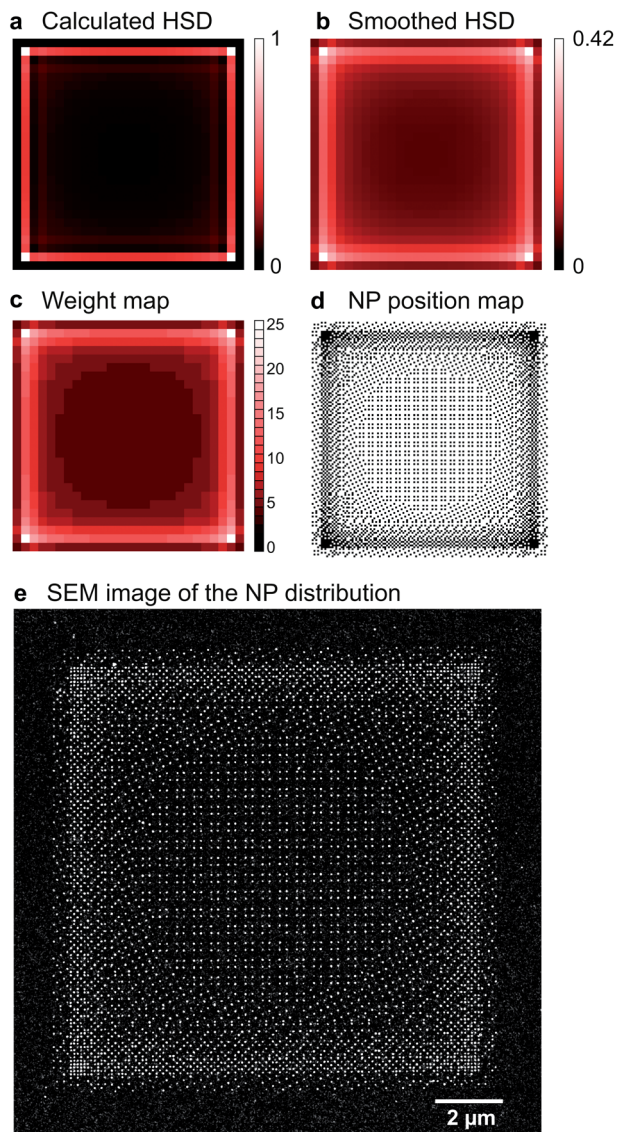 a Calculated HSD
b Smoothed HSD
1
0
0.42
0
c Weight map
d NP position map
25
20
15
10
5
0
e SEM image of the NP distribution
2 µm